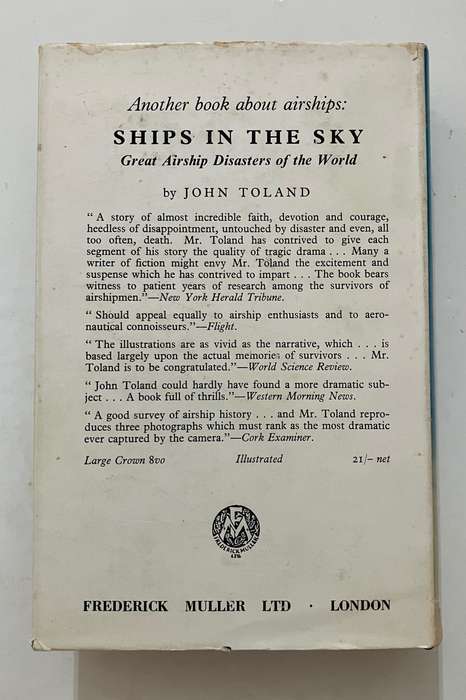 Another book about airships:
SHIPS IN THE SKY
Great Airship Disasters of the World
by JOHN TOLAND
“ A story of almost incredible faith, devotion and courage,
heedless of disappointment, untouched by disaster and even, all
too often, death. Mr. Toland has contrived to give each
segment of his story the quality of tragic drama . . . Many a
writer of fiction might envy Mr. Toland the excitement and
suspense which he has contrived to impart . . . The book bears
witness to patient years of research among the survivors of
airshipmen.”—New York Herald Tribune.
“ Should appeal equally to airship enthusiasts and to aero-
nautical connoisseurs.”—Flight.
“ The illustrations are as vivid as the narrative, which . . . is
based largely upon the actual memories of survivors . . . Mr.
Toland is to be congratulated.”—World Science Review.
“ John Toland could hardly have found a more dramatic sub-
ject . . . A book full of thrills.”—Western Morning News.
“ A good survey of airship history . . . and Mr. Toland repro-
duces three photographs which must rank as the most dramatic
ever captured by the camera.”—Cork Examiner.
Large Crown 8vo Illustrated 21/– net
FM
FREDERICK MULLER
LTD
FREDERICK MULLER LTD · LONDON